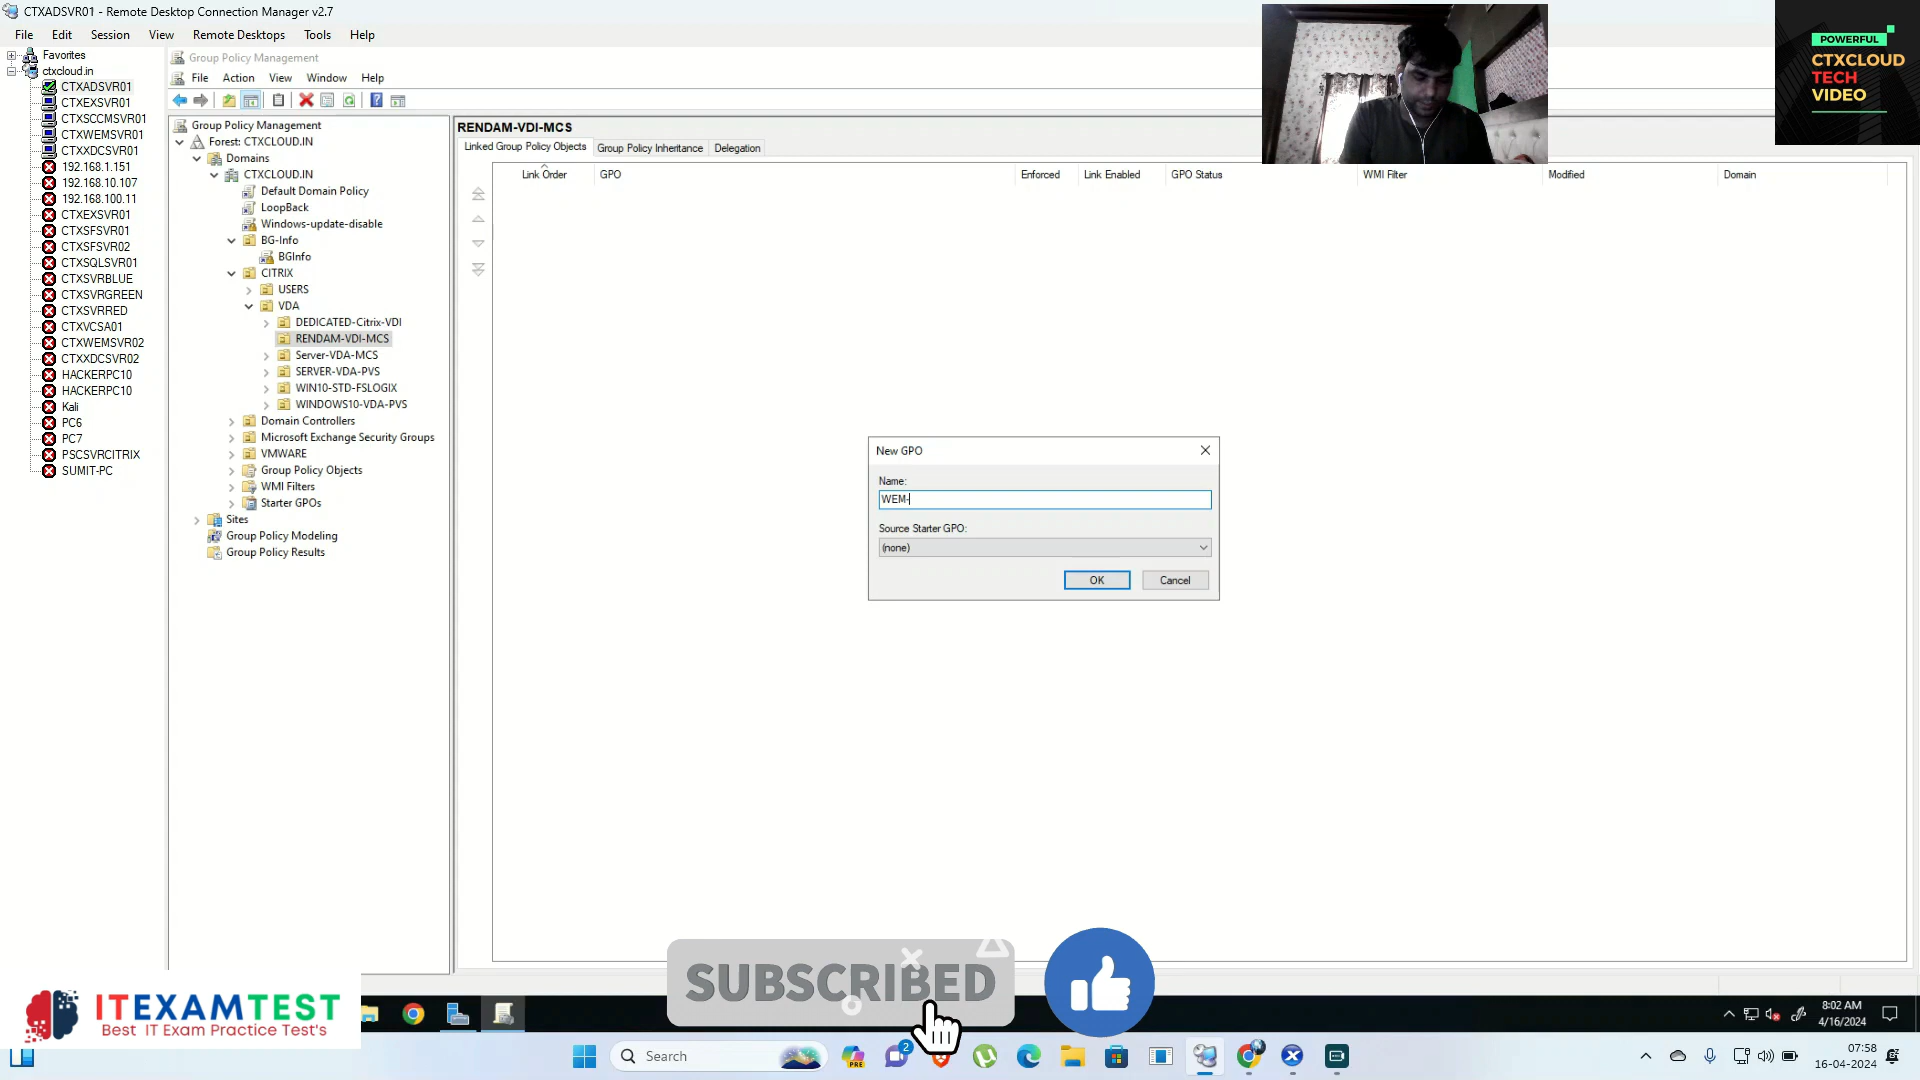 CTXADSVR01 - Remote Desktop Connection Manager v2.7
File Edit Session View Remote Desktops Tools Help
Favorites
ctxcloud.in
CTXADSVR01
CTXEXSVR01
CTXSCCMSVR01
CTXWEMSVR01
CTXXDCSVR01
192.168.1.151
192.168.10.107
192.168.100.11
CTXEXSVR01
CTXSFSVR01
CTXSFSVR02
CTXSQLSVR01
CTXSVRBLUE
CTXSVRGREEN
CTXSVRRED
CTXVCSA01
CTXWEMSVR02
CTXXDCSVR02
HACKERPC10
HACKERPC10
Kali
PC6
PC7
PSCSVRCITRIX
SUMIT-PC
Group Policy Management
File Action View Window Help
Group Policy Management
Forest: CTXCLOUD.IN
Domains
CTXCLOUD.IN
Default Domain Policy
LoopBack
Windows-update-disable
BG-Info
BGInfo
CITRIX
USERS
VDA
DEDICATED-Citrix-VDI
RENDAM-VDI-MCS
Server-VDA-MCS
SERVER-VDA-PVS
WIN10-STD-FSLOGIX
WINDOWS10-VDA-PVS
Domain Controllers
Microsoft Exchange Security Groups
VMWARE
Group Policy Objects
WMI Filters
Starter GPOs
Sites
Group Policy Modeling
Group Policy Results
RENDAM-VDI-MCS
Linked Group Policy Objects Group Policy Inheritance Delegation
Link Order GPO Enforced Link Enabled GPO Status WMI Filter Modified Domain
New GPO
Name:
WEM-
Source Starter GPO:
(none)
OK Cancel
POWERFUL
CTXCLOUD
TECH
VIDEO
SUBSCRIBED
ITEXAMTEST
Best IT Exam Practice Test's
8:02 AM
4/16/2024
Search
PRE
2
07:58
16-04-2024